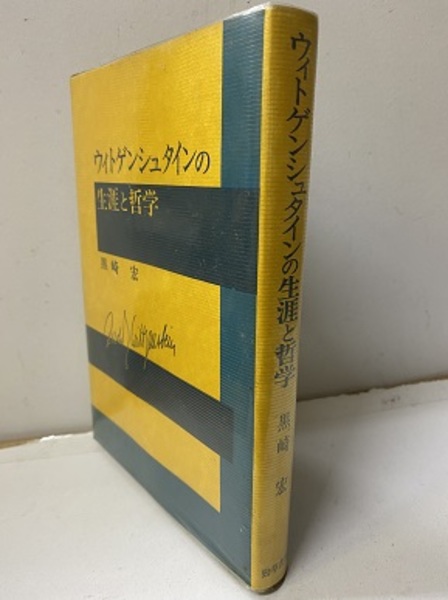 ウィトゲンシュタインの
生涯と哲学
黒崎 宏
ウィトゲンシュタインの生涯と哲学
黒崎 宏